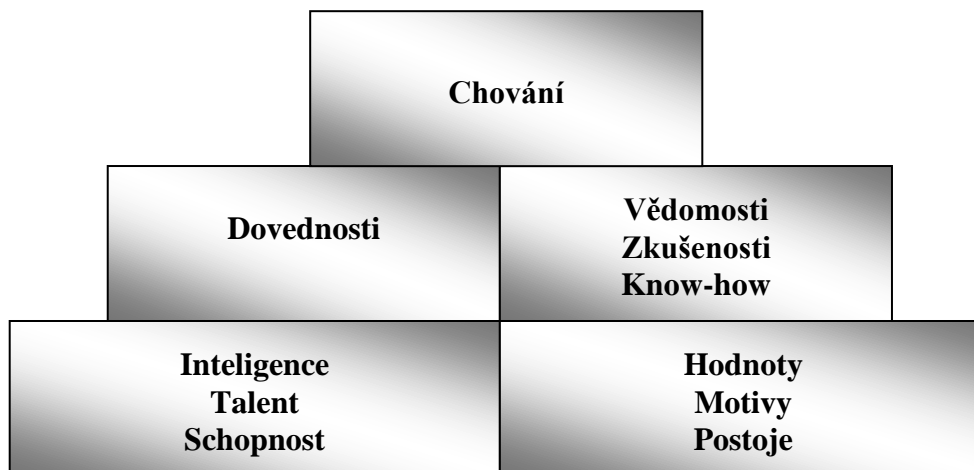 Chování
Dovednosti
Vědomosti
Zkušenosti
Know-how
Inteligence
Talent
Schopnost
Hodnoty
Motivy
Postoje